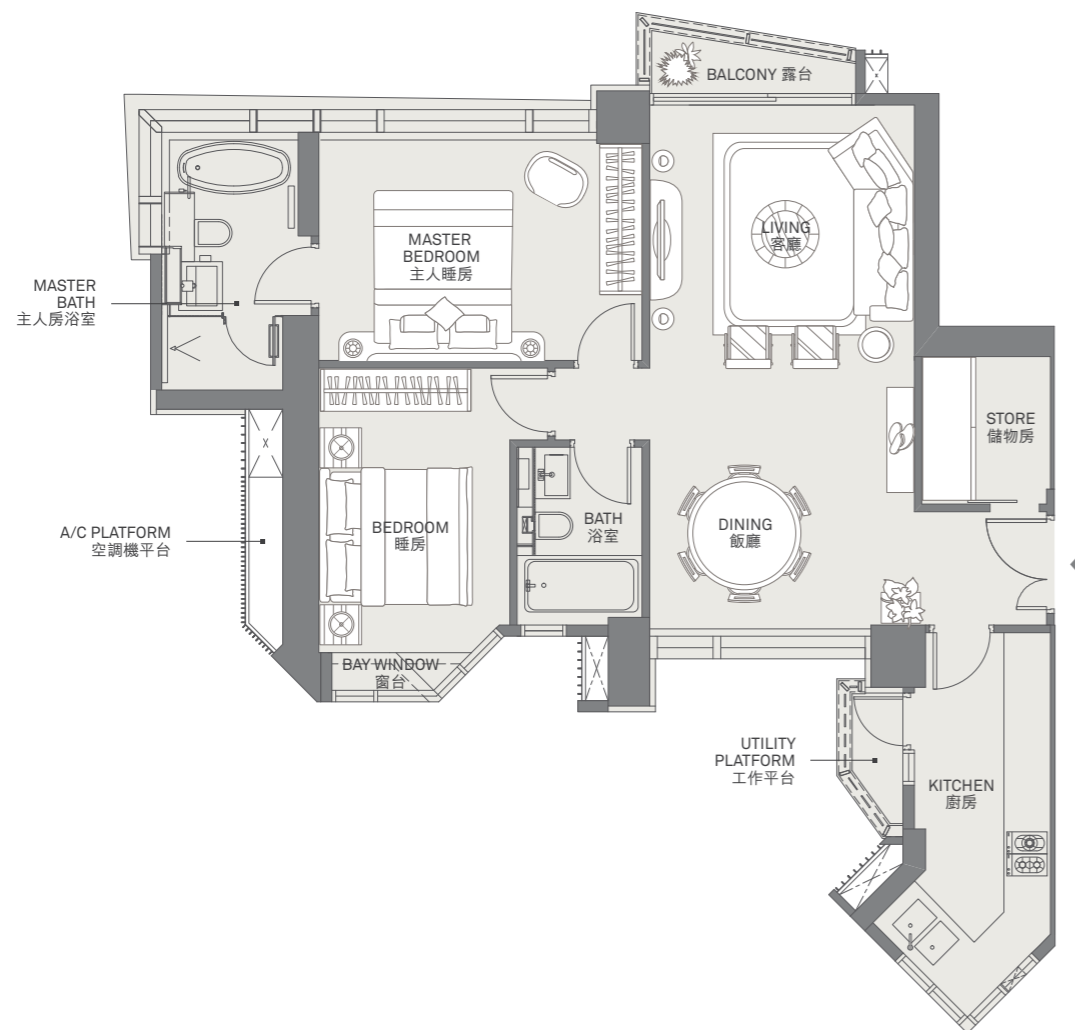 BALCONY 露台
LIVING
客廳
MASTER
BEDROOM
主人睡房
MASTER
BATH
主人房浴室
STORE
儲物房
A/C PLATFORM
空調機平台
BEDROOM
睡房
BATH
浴室
DINING
飯廳
BAY WINDOW
窗台
UTILITY
PLATFORM
工作平台
KITCHEN
廚房